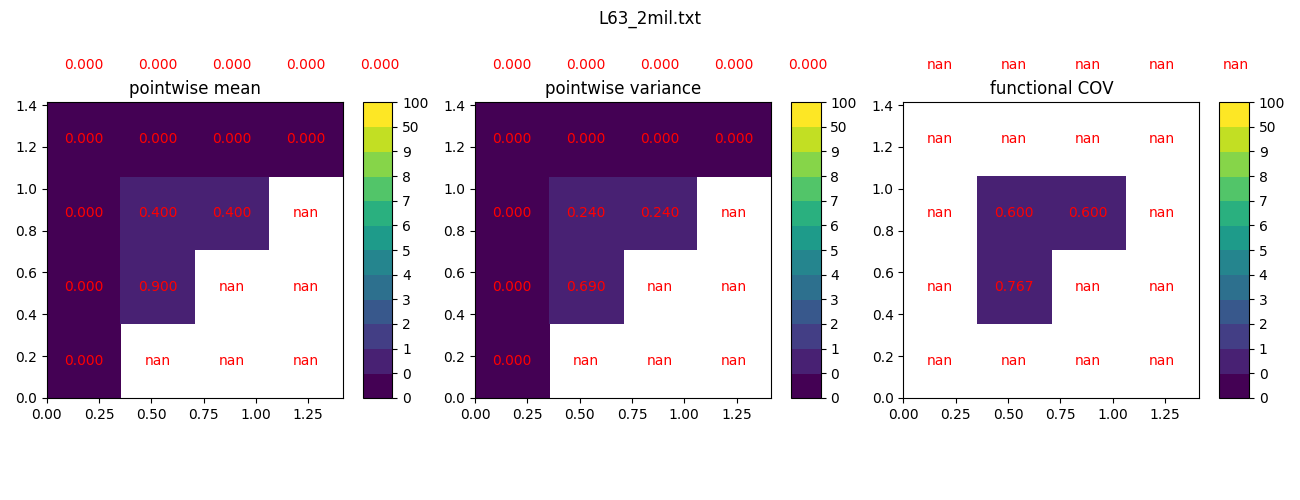 L63_2mil.txt
0.000 0.000 0.000 0.000 0.000
pointwise mean
1.4
1.2
1.0
0.8
0.6
0.4
0.2
0.0
0.000 0.000 0.000 0.000
0.000 0.400 0.400 nan
0.000 0.900 nan nan
0.000 nan nan nan
0.00 0.25 0.50 0.75 1.00 1.25
100
50
9
8
7
6
5
4
3
2
1
0
0
0.000 0.000 0.000 0.000 0.000
pointwise variance
1.4
1.2
1.0
0.8
0.6
0.4
0.2
0.0
0.000 0.000 0.000 0.000
0.000 0.240 0.240 nan
0.000 0.690 nan nan
0.000 nan nan nan
0.00 0.25 0.50 0.75 1.00 1.25
100
50
9
8
7
6
5
4
3
2
1
0
0
nan nan nan nan nan
functional COV
1.4
1.2
1.0
0.8
0.6
0.4
0.2
0.0
nan nan nan nan
nan 0.600 0.600 nan
nan 0.767 nan nan
nan nan nan nan
0.00 0.25 0.50 0.75 1.00 1.25
100
50
9
8
7
6
5
4
3
2
1
0
0